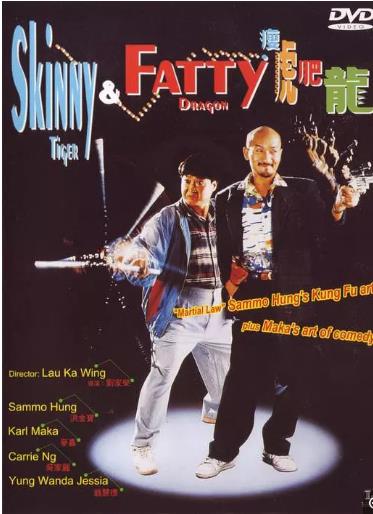 DVD
VIDEO
Skinny
Tiger
& Fatty
Dragon
瘦虎肥龍
"Martial Law" Sammo Hung's Kung Fu art
plus Maka's art of comedy
Director: Lau Ka Wing
導演：劉家榮
Sammo Hung
洪金寶
Karl Maka
麥嘉
Carrie Ng
吳家麗
Yung Wanda Jessia
翁慧德